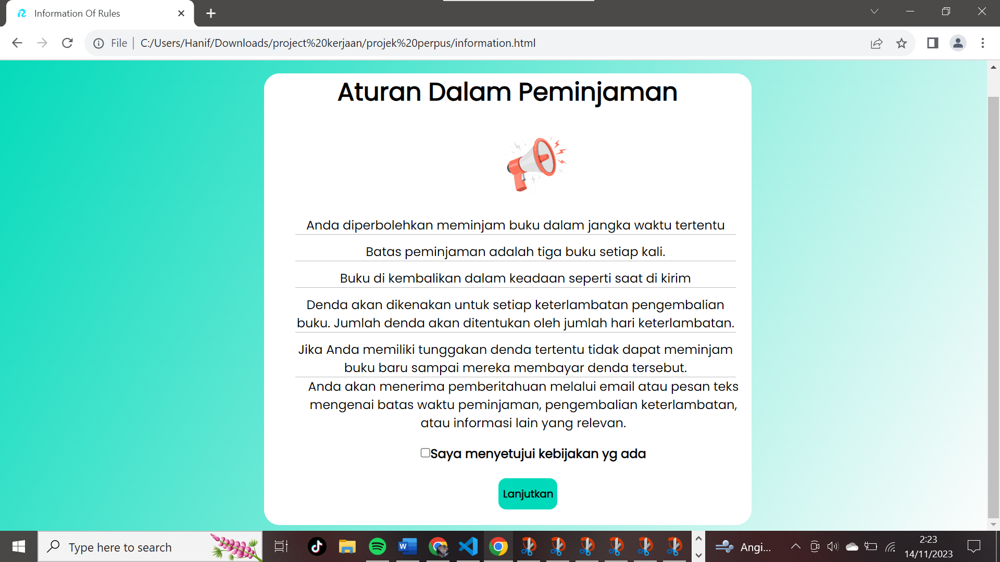 Information Of Rules
File
C:/Users/Hanif/Downloads/project%20kerjaan/projek%20perpus/information.html
Aturan Dalam Peminjaman
Anda diperbolehkan meminjam buku dalam jangka waktu tertentu
Batas peminjaman adalah tiga buku setiap kali.
Buku di kembalikan dalam keadaan seperti saat di kirim
Denda akan dikenakan untuk setiap keterlambatan pengembalian
buku. Jumlah denda akan ditentukan oleh jumlah hari keterlambatan.
Jika Anda memiliki tunggakan denda tertentu tidak dapat meminjam
buku baru sampai mereka membayar denda tersebut.
Anda akan menerima pemberitahuan melalui email atau pesan teks
mengenai batas waktu peminjaman, pengembalian keterlambatan,
atau informasi lain yang relevan.
Saya menyetujui kebijakan yg ada
Lanjutkan
Type here to search
Angi...
2:23
14/11/2023